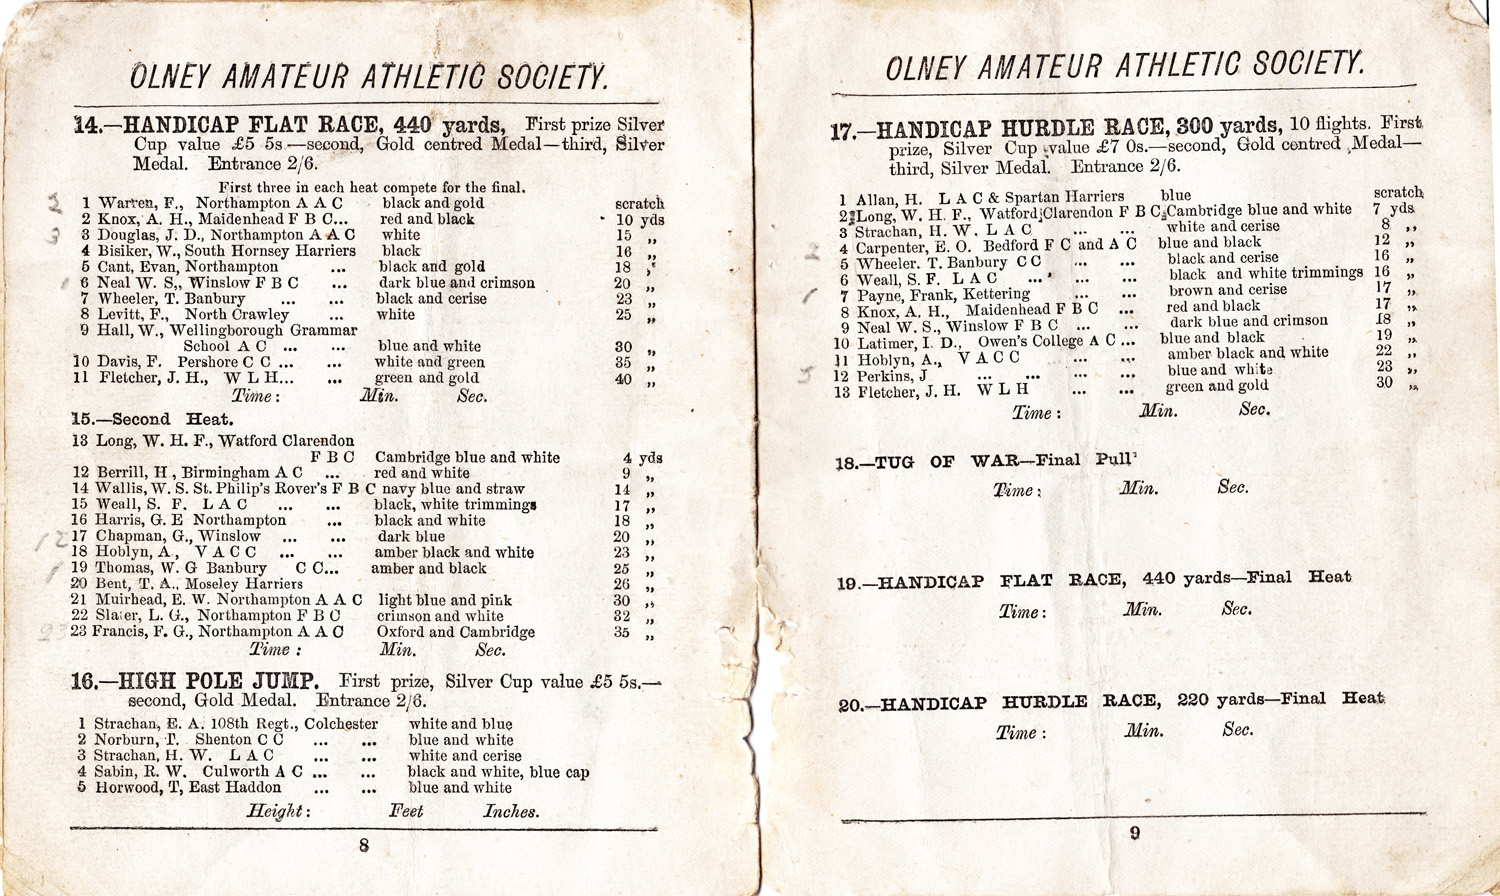 OLNEY AMATEUR ATHLETIC SOCIETY.
14.—HANDICAP FLAT RACE, 440 yards, First prize Silver
Cup value £5 5s.—second, Gold centred Medal—third, Silver
Medal. Entrance 2/6.
First three in each heat compete for the final.
1 Warren, F., Northampton A A C black and gold scratch
2 Knox, A. H., Maidenhead F B C... red and black 10 yds
3 Douglas, J. D., Northampton A A C white 15 „
4 Bisiker, W., South Hornsey Harriers black 16 „
5 Cant, Evan, Northampton ... black and gold 18 „
6 Neal W. S,, Winslow F B C ... dark blue and crimson 20 „
7 Wheeler, T. Banbury ... ... black and cerise 23 „
8 Levitt, F., North Crawley ... white 25 „
9 Hall, W., Wellingborough Grammar
School A C ... ... blue and white 30 „
10 Davis, F. Pershore C C ... ... white and green 35 „
11 Fletcher, J. H., W L H... ... green and gold 40 „
Time: Min. Sec.
15.—Second Heat.
13 Long, W. H. F., Watford Clarendon
F B C Cambridge blue and white 4 yds
12 Berrill, H , Birmingham A C ... red and white 9 „
14 Wallis, W. S. St. Philip's Rover's F B C navy blue and straw 14 „
15 Weall, S. F. L A C ... ... black, white trimmings 17 „
16 Harris, G. E Northampton ... black and white 18 „
17 Chapman, G., Winslow ... ... dark blue 20 „
18 Hoblyn, A., V A C C ... ... amber black and white 23 „
19 Thomas, W. G Banbury C C... amber and black 25 „
20 Bent, T. A., Moseley Harriers 26 „
21 Muirhead, E. W. Northampton A A C light blue and pink 30 „
22 Slater, L. G., Northampton F B C crimson and white 32 „
23 Francis, F. G., Northampton A A C Oxford and Cambridge 35 „
Time : Min. Sec.
16.—HIGH POLE JUMP. First prize, Silver Cup value £5 5s.—
second, Gold Medal. Entrance 2/6.
1 Strachan, E. A. 108th Regt., Colchester white and blue
2 Norburn, T. Shenton C C ... ... blue and white
3 Strachan, H. W. L A C ... ... white and cerise
4 Sabin, R. W. Culworth A C ... ... black and white, blue cap
5 Horwood, T, East Haddon ... ... blue and white
Height: Feet Inches.
8
OLNEY AMATEUR ATHLETIC SOCIETY.
17.—HANDICAP HURDLE RACE, 300 yards, 10 flights. First
prize, Silver Cup value £7 0s.—second, Gold centred Medal—
third, Silver Medal. Entrance 2/6.
1 Allan, H. L A C & Spartan Harriers blue scratch
2 Long, W. H. F., Watford Clarendon F B C, Cambridge blue and white 7 yds
3 Strachan, H. W. L A C ... ... white and cerise 8 „
4 Carpenter, E. O. Bedford F C and A C blue and black 12 „
5 Wheeler. T. Banbury C C ... ... black and cerise 16 „
6 Weall, S. F. L A C ... ... ... black and white trimmings 16 „
7 Payne, Frank, Kettering ... ... brown and cerise 17 „
8 Knox, A. H., Maidenhead F B C ... red and black 17 „
9 Neal W. S., Winslow F B C ... ... dark blue and crimson 18 „
10 Latimer, I. D., Owen's College A C ... blue and black 19 „
11 Hoblyn, A., V A C C ... ... amber black and white 22 „
12 Perkins, J ... ... ... ... blue and white 23 „
13 Fletcher, J. H. W L H ... ... green and gold 30 „
Time : Min. Sec.
18.—TUG OF WAR—Final Pull
Time : Min. Sec.
19.—HANDICAP FLAT RACE, 440 yards—Final Heat
Time : Min. Sec.
20.—HANDICAP HURDLE RACE, 220 yards—Final Heat
Time : Min. Sec.
9